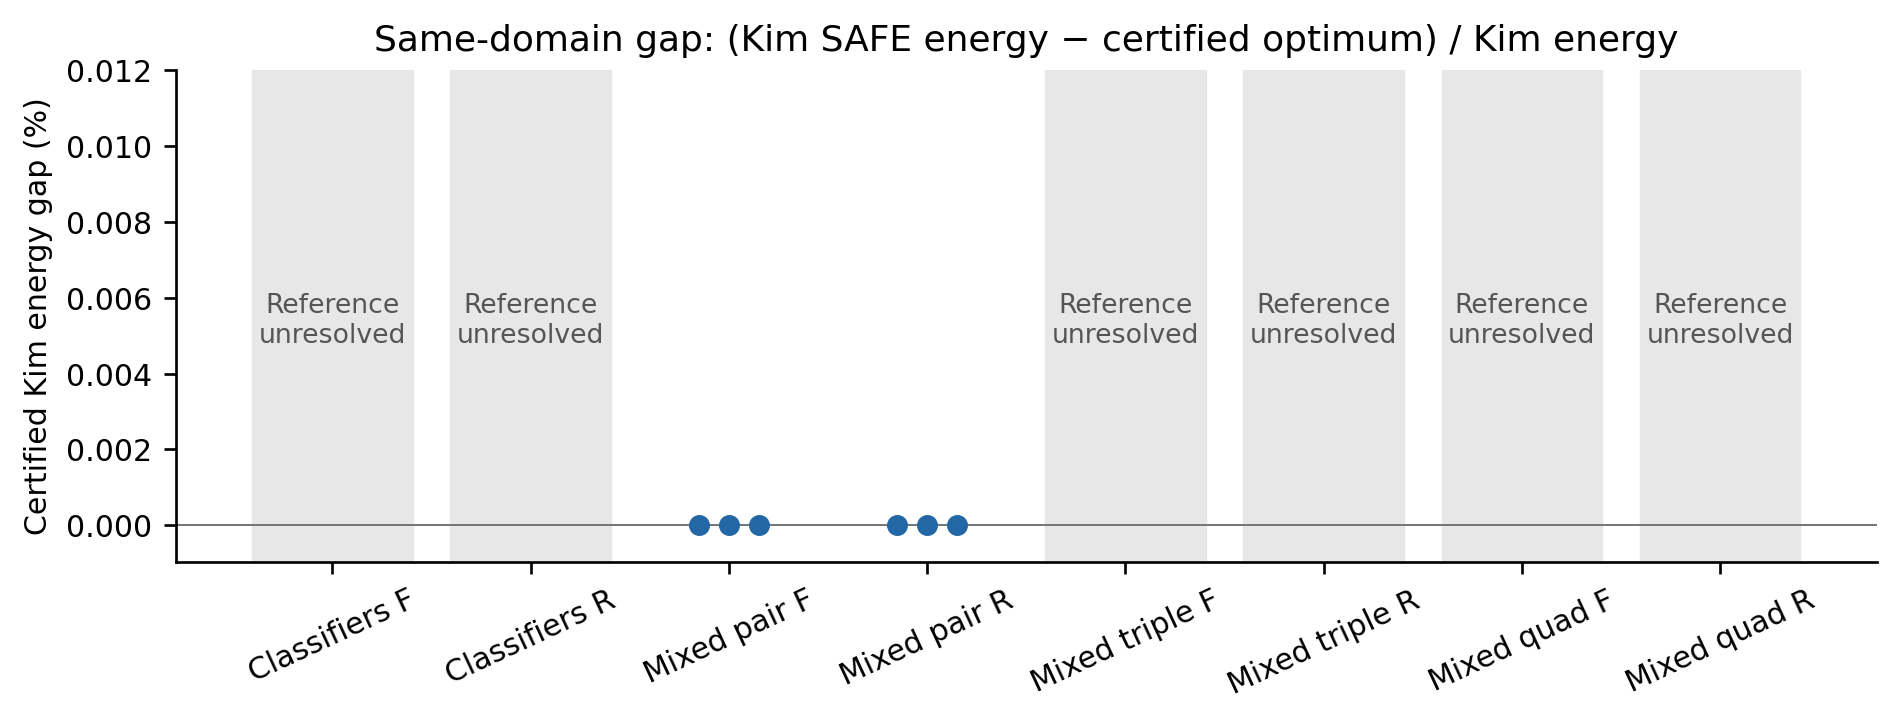 Same-domain gap: (Kim SAFE energy − certified optimum) / Kim energy
Certified Kim energy gap (%)
0.012
0.010
0.008
0.006
0.004
0.002
0.000
Reference
unresolved
Reference
unresolved
Reference
unresolved
Reference
unresolved
Reference
unresolved
Reference
unresolved
Classifiers F
Classifiers R
Mixed pair F
Mixed pair R
Mixed triple F
Mixed triple R
Mixed quad F
Mixed quad R